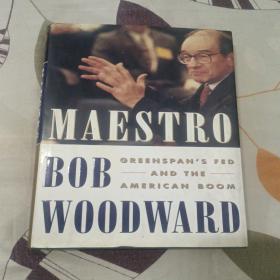 MAESTRO
GREENSPAN'S FED
AND THE
AMERICAN BOOM
BOB
WOODWARD